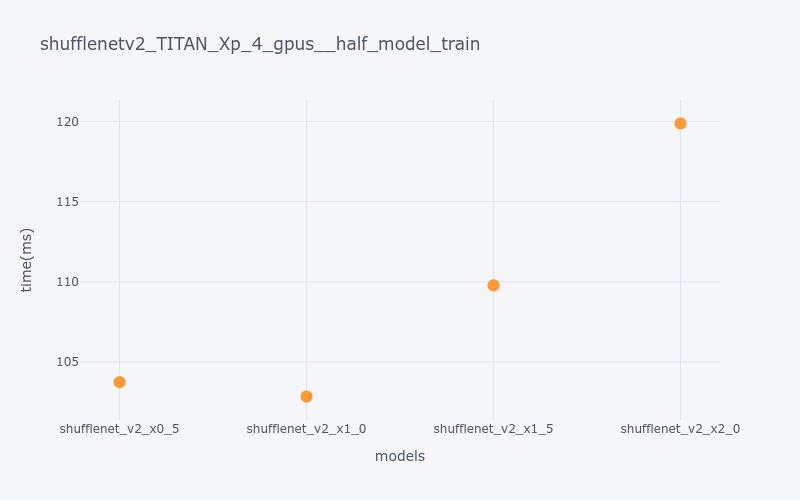 shufflenetv2_TITAN_Xp_4_gpus__half_model_train
120
115
110
105
time(ms)
shufflenet_v2_x0_5
shufflenet_v2_x1_0
shufflenet_v2_x1_5
shufflenet_v2_x2_0
models